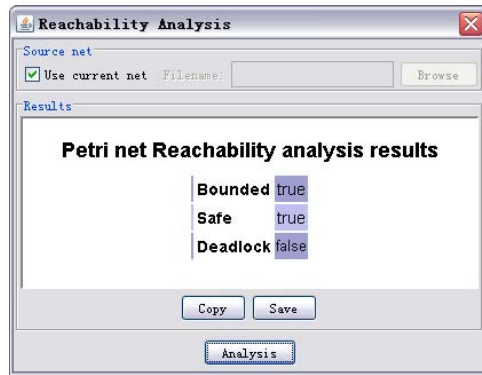 Reachability Analysis
Source net
Use current net Filename: Browse
Results
Petri net Reachability analysis results
Bounded true
Safe true
Deadlock false
Copy Save
Analysis